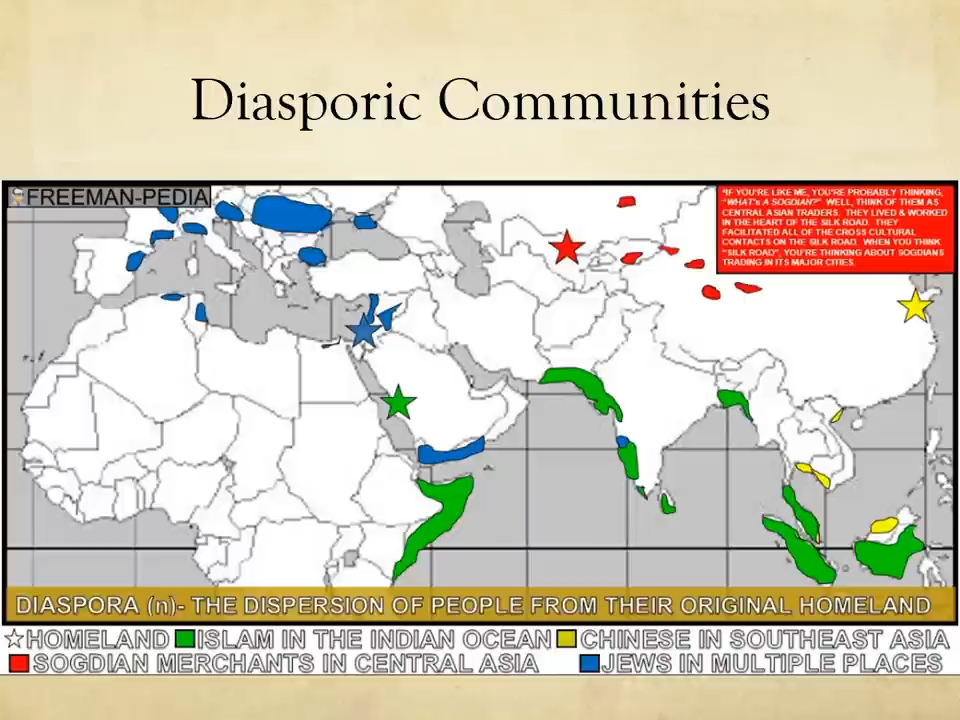 Diasporic Communities
FREEMAN-PEDIA
*IF YOU'RE LIKE ME, YOU'RE PROBABLY THINKING,
"WHAT's A SOGDIAN?" WELL, THINK OF THEM AS
CENTRAL ASIAN TRADERS. THEY LIVED & WORKED
IN THE HEART OF THE SILK ROAD. THEY
FACILITATED ALL OF THE CROSS CULTURAL
CONTACTS ON THE SILK ROAD. WHEN YOU THINK
"SILK ROAD", YOU'RE THINKING ABOUT SOGDIANS
TRADING IN ITS MAJOR CITIES.
DIASPORA (n)- THE DISPERSION OF PEOPLE FROM THEIR ORIGINAL HOMELAND
HOMELAND ISLAM IN THE INDIAN OCEAN CHINESE IN SOUTHEAST ASIA
SOGDIAN MERCHANTS IN CENTRAL ASIA JEWS IN MULTIPLE PLACES